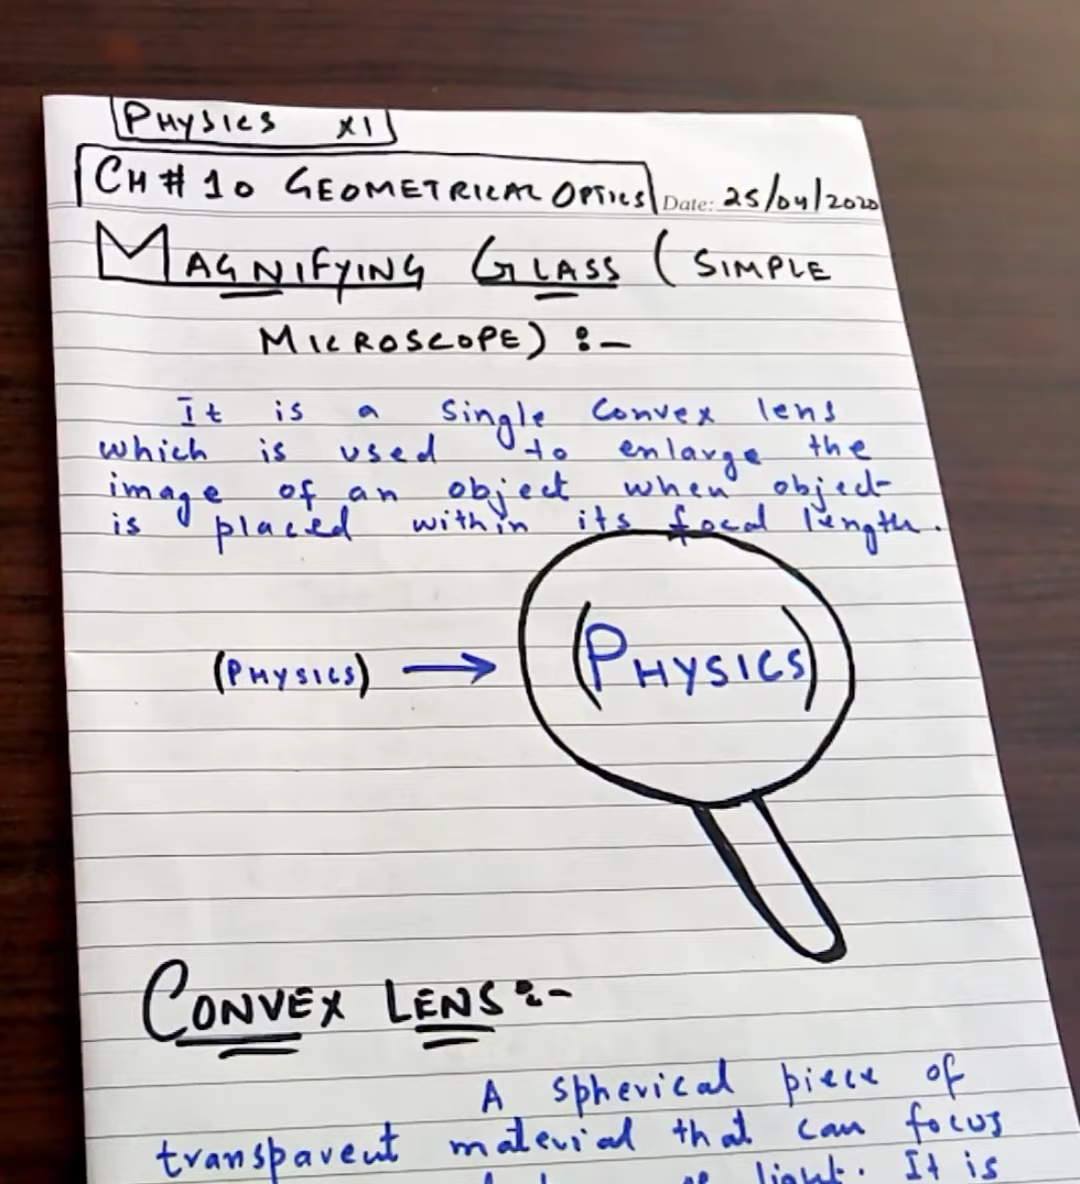 PHYSICS XI
CH # 10 GEOMETRICAL OPTICS
Date: 25/04/2020
MAGNIFYING GLASS (SIMPLE
MICROSCOPE) :-
It is a single convex lens
which is used to enlarge the
image of an object when object
is placed within its focal length.
(PHYSICS) → (PHYSICS)
CONVEX LENS :-
A spherical piece of
transparent material that can focus
light. It is